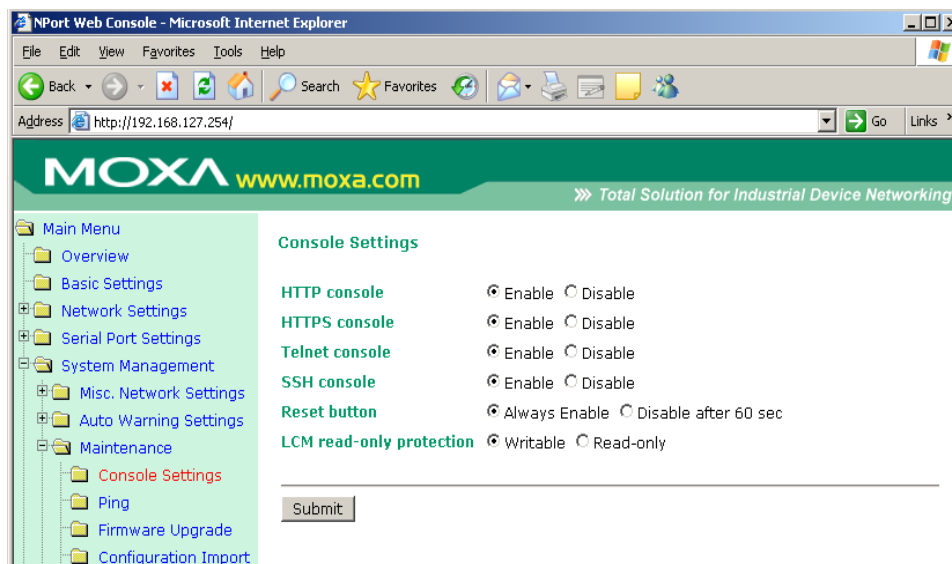 NPort Web Console - Microsoft Inte
rnet Explorer
File Edit View Favorites Tools Help
Back Search Favorites
Address http://192.168.127.254/ Go Links
MOXA www.moxa.com
Total Solution for Industrial Device Networking
Main Menu
Overview
Basic Settings
Network Settings
Serial Port Settings
System Management
Misc. Network Settings
Auto Warning Settings
Maintenance
Console Settings
Ping
Firmware Upgrade
Configuration Import
Console Settings
HTTP console Enable Disable
HTTPS console Enable Disable
Telnet console Enable Disable
SSH console Enable Disable
Reset button Always Enable Disable after 60 sec
LCM read-only protection Writable Read-only
Submit